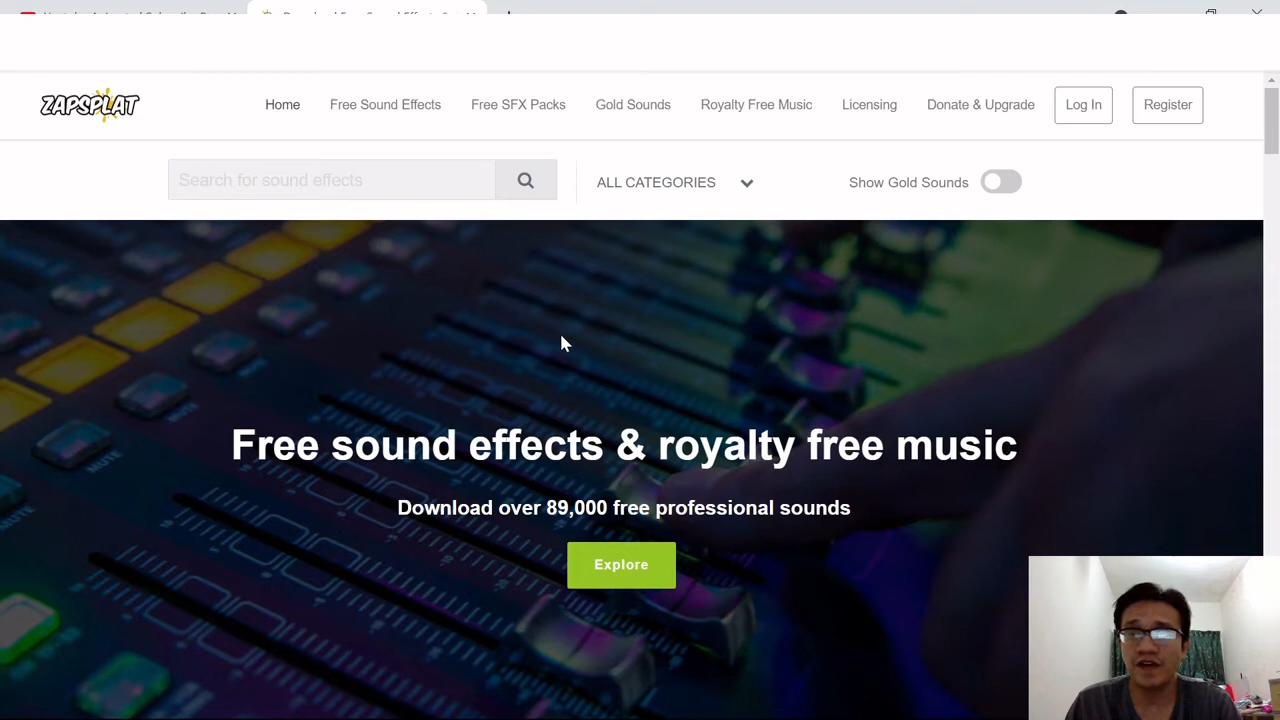 ZAPSPLAT
Home
Free Sound Effects
Free SFX Packs
Gold Sounds
Royalty Free Music
Licensing
Donate & Upgrade
Log In
Register
Search for sound effects
ALL CATEGORIES
Show Gold Sounds
MUTE
MUTE
Free sound effects & royalty free music
Download over 89,000 free professional sounds
Explore